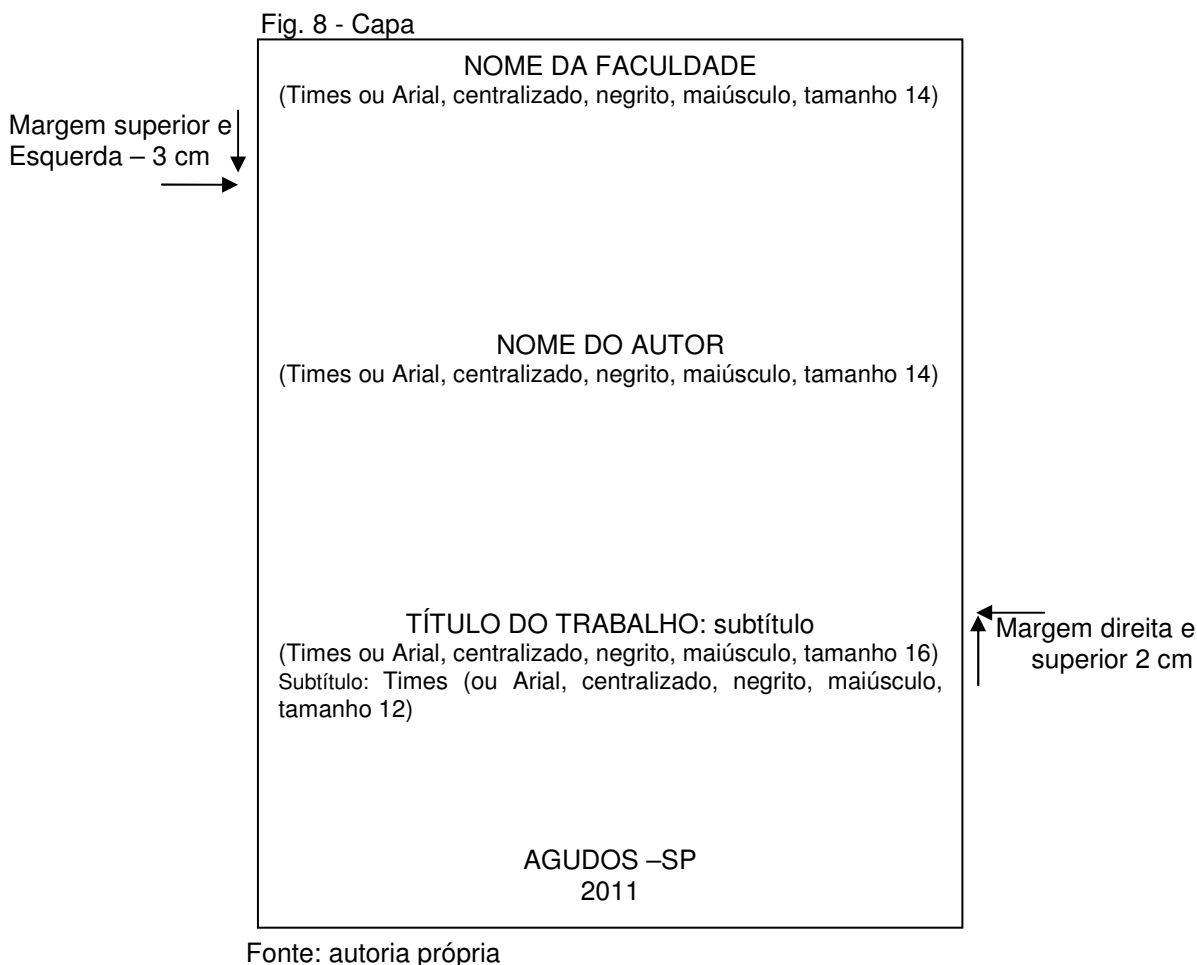 Fig. 8 - Capa
NOME DA FACULDADE
(Times ou Arial, centralizado, negrito, maiúsculo, tamanho 14)
Margem superior e
Esquerda – 3 cm
NOME DO AUTOR
(Times ou Arial, centralizado, negrito, maiúsculo, tamanho 14)
TÍTULO DO TRABALHO: subtítulo
(Times ou Arial, centralizado, negrito, maiúsculo, tamanho 16)
Subtítulo: Times (ou Arial, centralizado, negrito, maiúsculo,
tamanho 12)
Margem direita e
superior 2 cm
AGUDOS –SP
2011
Fonte: autoria própria